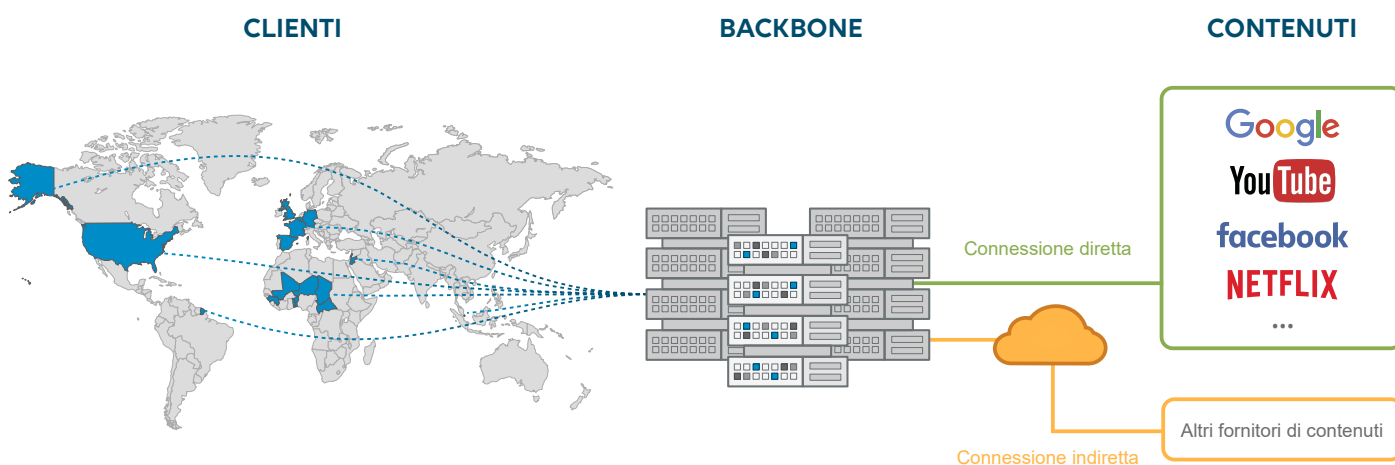 CLIENTI
BACKBONE
CONTENUTI
Google
YouTube
facebook
NETFLIX
...
Connessione diretta
Altri fornitori di contenuti
Connessione indiretta